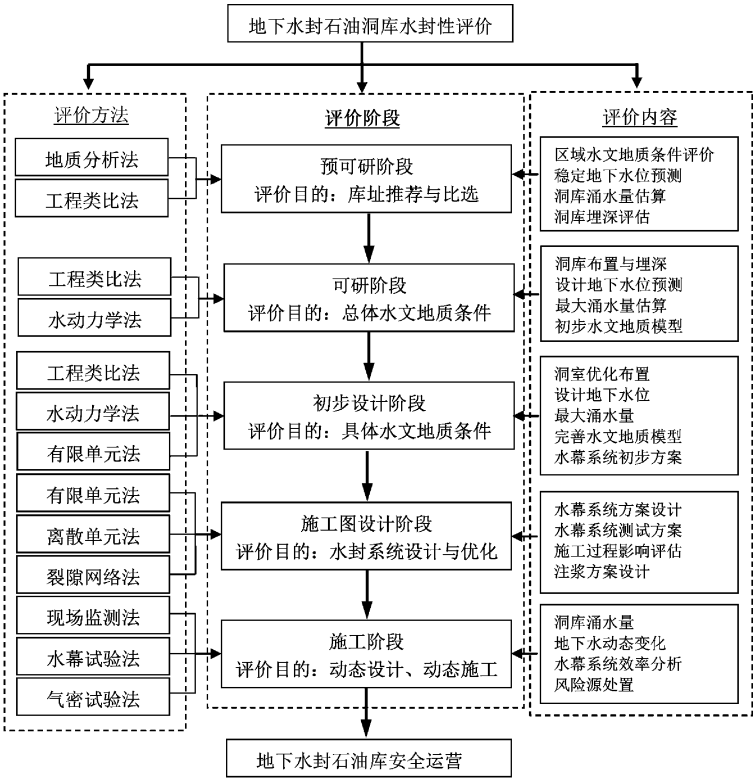 地下水封石油洞库水封性评价
评价方法
地质分析法
工程类比法
工程类比法
水动力学法
工程类比法
水动力学法
有限单元法
有限单元法
离散单元法
裂隙网络法
现场监测法
水幕试验法
气密试验法
评价阶段
预可研阶段
评价目的：库址推荐与比选
可研阶段
评价目的：总体水文地质条件
初步设计阶段
评价目的：具体水文地质条件
施工图设计阶段
评价目的：水封系统设计与优化
施工阶段
评价目的：动态设计、动态施工
评价内容
区域水文地质条件评价
稳定地下水位预测
洞库涌水量估算
洞库埋深评估
洞库布置与埋深
设计地下水位预测
最大涌水量估算
初步水文地质模型
洞室优化布置
设计地下水位
最大涌水量
完善水文地质模型
水幕系统初步方案
水幕系统方案设计
水幕系统测试方案
施工过程影响评估
注浆方案设计
洞库涌水量
地下水动态变化
水幕系统效率分析
风险源处置
地下水封石油库安全运营